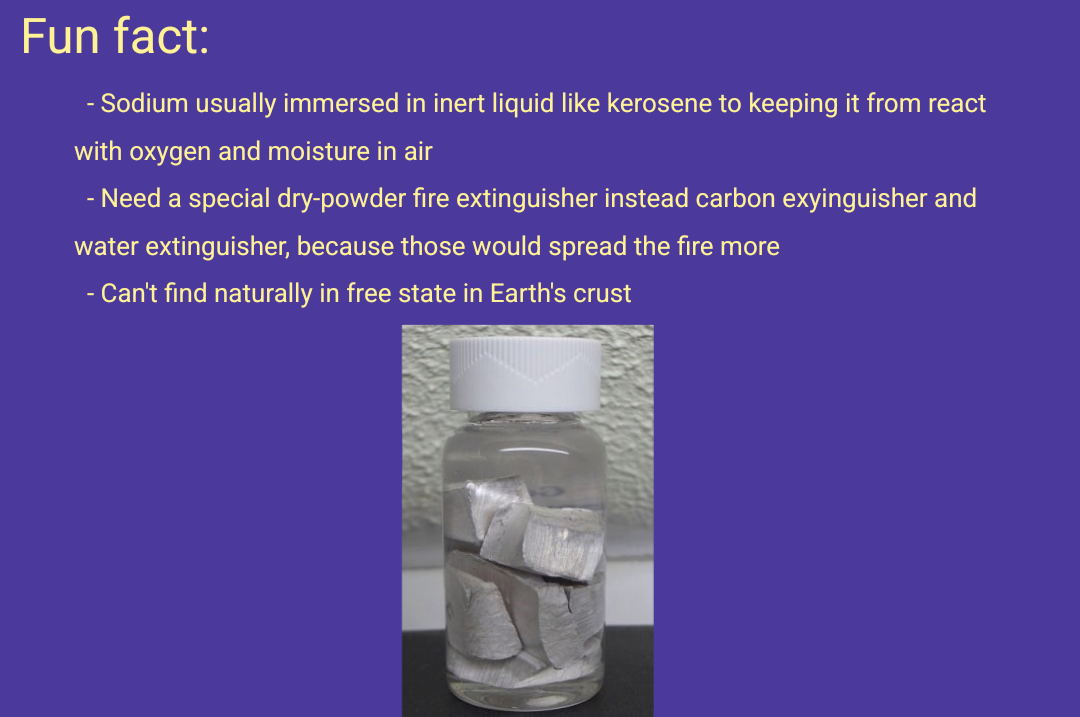 Fun fact:
- Sodium usually immersed in inert liquid like kerosene to keeping it from react
with oxygen and moisture in air
- Need a special dry-powder fire extinguisher instead carbon exyinguisher and
water extinguisher, because those would spread the fire more
- Can't find naturally in free state in Earth's crust